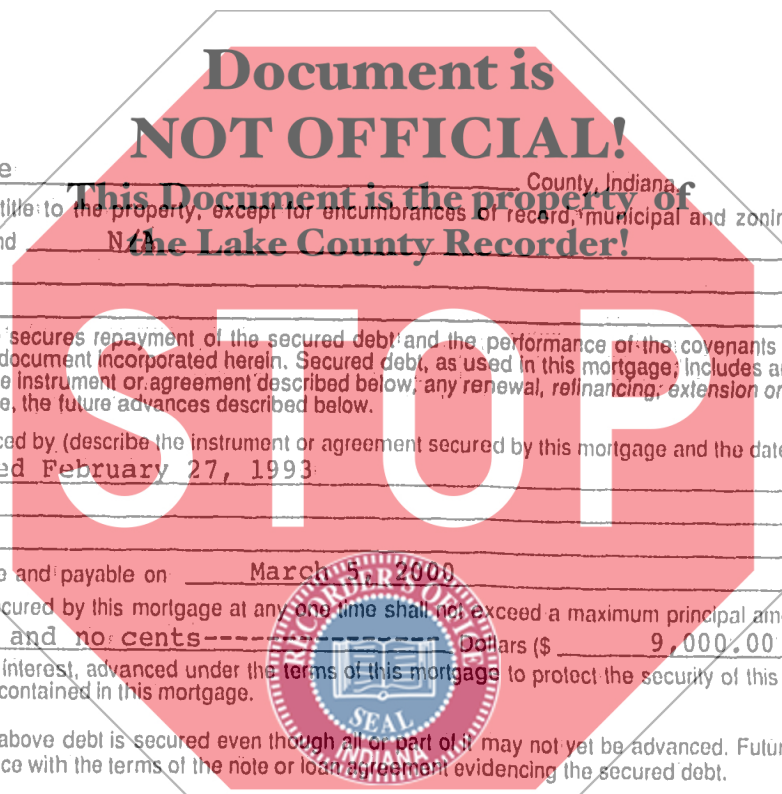 Document is
NOT OFFICIAL!
e County, Indiana
This Document is the property of
title to the property, except for encumbrances of record, municipal and zonin
nd N/A
the Lake County Recorder!
secures repayment of the secured debt and the performance of the covenants
document incorporated herein. Secured debt, as used in this mortgage, includes a
e instrument or agreement described below, any renewal, refinancing, extension or
e, the future advances described below.
STOP
ced by (describe the instrument or agreement secured by this mortgage and the date
ed February 27, 1993
e and payable on March 5, 2000
cured by this mortgage at any one time shall not exceed a maximum principal am
and no cents---------------- Dollars ($ 9,000.00
interest, advanced under the terms of this mortgage to protect the security of this
contained in this mortgage.
RECORDER'S OFFICE
SEAL
INDIANA
above debt is secured even though all or part of it may not yet be advanced. Futu
ce with the terms of the note or loan agreement evidencing the secured debt.